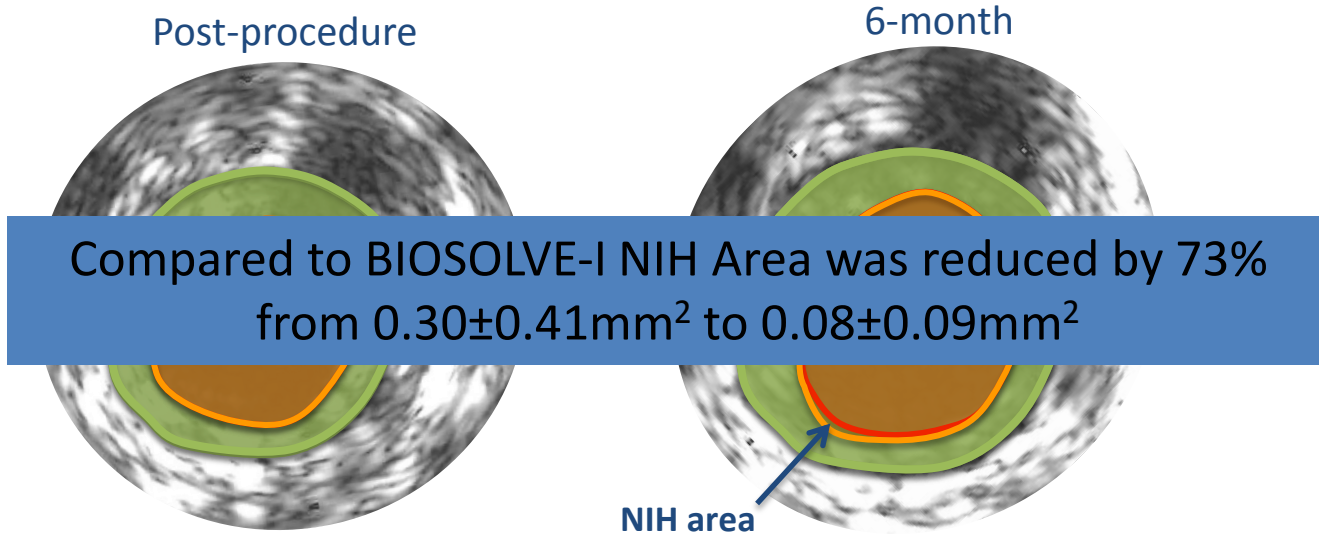 Post-procedure
6-month
Compared to BIOSOLVE-I NIH Area was reduced by 73%
from 0.30±0.41mm² to 0.08±0.09mm²
NIH area